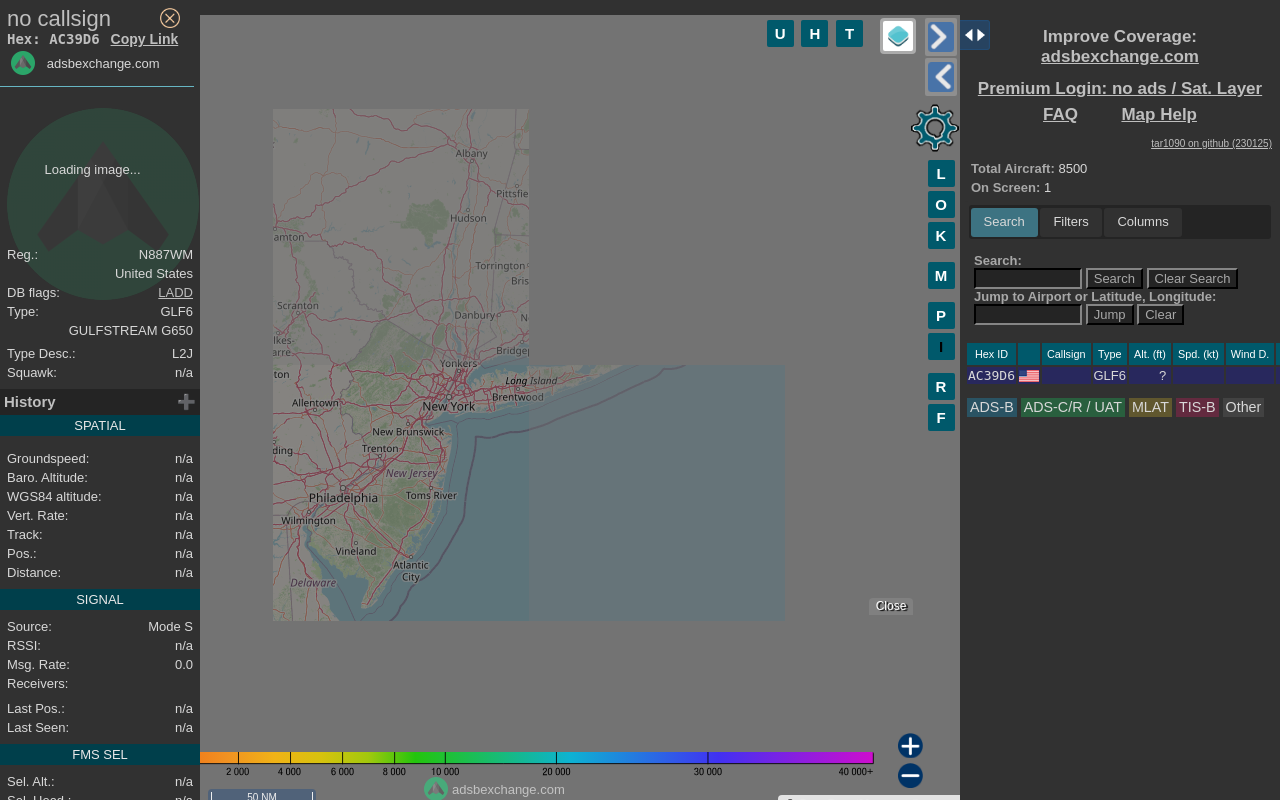 no callsign
Hex: AC39D6 Copy Link
adsbexchange.com
Loading image...
Reg.: N887WM
United States
DB flags: LADD
Type: GLF6
GULFSTREAM G650
Type Desc.: L2J
Squawk: n/a
History
SPATIAL
Groundspeed: n/a
Baro. Altitude: n/a
WGS84 altitude: n/a
Vert. Rate: n/a
Track: n/a
Pos.: n/a
Distance: n/a
SIGNAL
Source: Mode S
RSSI: n/a
Msg. Rate: 0.0
Receivers:
Last Pos.: n/a
Last Seen: n/a
FMS SEL
Sel. Alt.: n/a
Sel. Head.: n/a
U H T
L
O
K
M
P
I
R
F
Albany
Pittsfie
Hudson
amton
Torrington
Bris
Scranton
Danbury
N
lkes-
arre
Bridgep
Yonkers
ton
Long Island
Allentown
Brentwood
New York
New Brunswick
ding
Trenton
New Jersey
Philadelphia
Toms River
Wilmington
Vineland
Atlantic
City
Delaware
Close
2 000 4 000 6 000 8 000 10 000 20 000 30 000 40 000+
adsbexchange.com
50 NM
Improve Coverage:
adsbexchange.com
Premium Login: no ads / Sat. Layer
FAQ Map Help
tar1090 on github (230125)
Total Aircraft: 8500
On Screen: 1
Search Filters Columns
Search:
Search Clear Search
Jump to Airport or Latitude, Longitude:
Jump Clear
Hex ID Callsign Type Alt. (ft) Spd. (kt) Wind D.
AC39D6 GLF6 ?
ADS-B ADS-C/R / UAT MLAT TIS-B Other